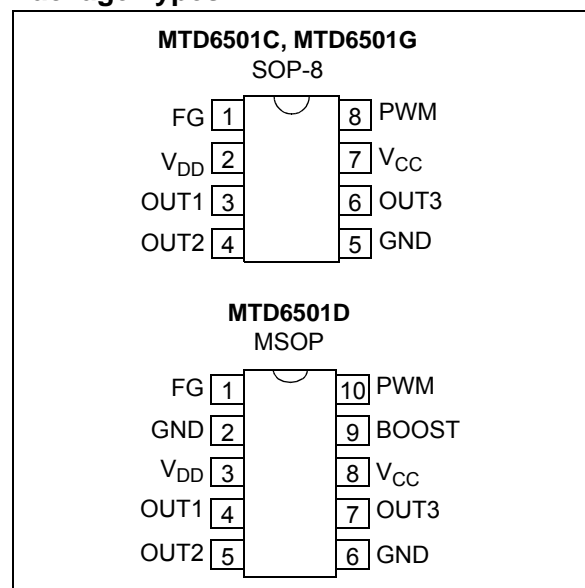 MTD6501C, MTD6501G
SOP-8
FG 1 8 PWM
VDD 2 7 VCC
OUT1 3 6 OUT3
OUT2 4 5 GND
MTD6501D
MSOP
FG 1 10 PWM
GND 2 9 BOOST
VDD 3 8 VCC
OUT1 4 7 OUT3
OUT2 5 6 GND